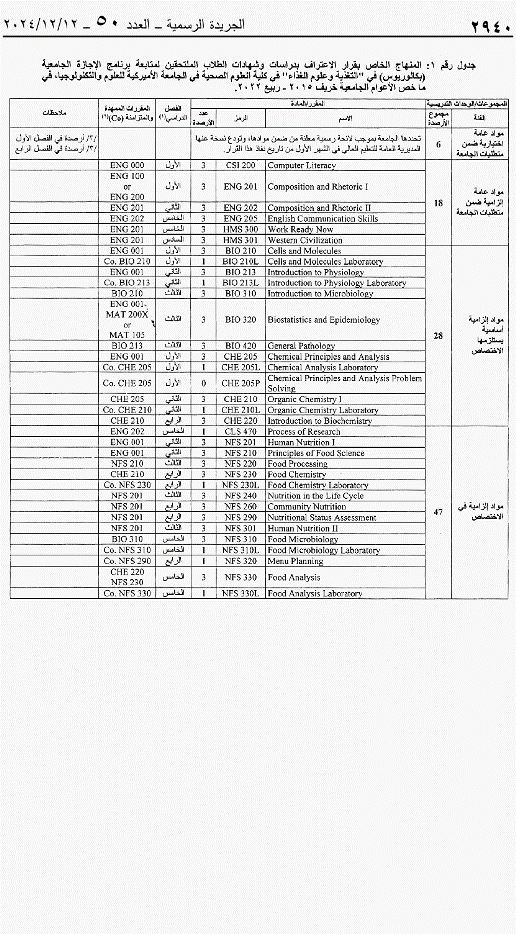 ٢٩٤٠
الجريدة الرسمية – العدد ٥٠ – ٢٠٢٤/١٢/١٢
جدول رقم ١: المنهاج الخاص بقرار الاعتراف بدراسات وشهادات الطلاب الملتحقين لمتابعة برنامج الإجازة الجامعية
(بكالوريوس) في "التغذية وعلوم الغذاء" في كلية العلوم الصحية في الجامعة الأميركية للعلوم والتكنولوجيا، في
ما خص الأعوام الجامعية خريف ٢٠١٥ - ربيع ٢٠٢٢.
المجموعات/الوحدات التدريسية المقرر/المادة الفصل الدراسي(١) المقررات الممهدة والمتزامنة (Co)(٢) ملاحظات
الفئة مجموع الأرصدة الاسم الرمز عدد الأرصدة
مواد عامة اختيارية ضمن متطلبات الجامعة 6 تحددها الجامعة بموجب لائحة رسمية معلنة من ضمن موادها، وتودع نسخة عنها المديرية العامة للتعليم العالي في الشهر الأول من تاريخ نفاذ هذا القرار. /٣/ أرصدة في الفصل الأول /٣/ أرصدة في الفصل الرابع
مواد عامة إلزامية ضمن متطلبات الجامعة 18
ENG 000 الأول 3 CSI 200 Computer Literacy
ENG 100 or ENG 200 الأول 3 ENG 201 Composition and Rhetoric I
ENG 201 الثاني 3 ENG 202 Composition and Rhetoric II
ENG 202 الخامس 3 ENG 205 English Communication Skills
ENG 201 الخامس 3 HMS 300 Work Ready Now
ENG 201 السادس 3 HMS 301 Western Civilization
مواد إلزامية أساسية يستلزمها الاختصاص 28
ENG 001 الأول 3 BIO 210 Cells and Molecules
Co. BIO 210 الأول 1 BIO 210L Cells and Molecules Laboratory
ENG 001 الثاني 3 BIO 213 Introduction to Physiology
Co. BIO 213 الثاني 1 BIO 213L Introduction to Physiology Laboratory
BIO 210 الثالث 3 BIO 310 Introduction to Microbiology
ENG 001- MAT 200X or MAT 105 الثالث 3 BIO 320 Biostatistics and Epidemiology
BIO 213 الثالث 3 BIO 420 General Pathology
ENG 001 الأول 3 CHE 205 Chemical Principles and Analysis
Co. CHE 205 الأول 1 CHE 205L Chemical Analysis Laboratory
Co. CHE 205 الأول 0 CHE 205P Chemical Principles and Analysis Problem Solving
CHE 205 الثاني 3 CHE 210 Organic Chemistry I
Co. CHE 210 الثاني 1 CHE 210L Organic Chemistry Laboratory
CHE 210 الرابع 3 CHE 220 Introduction to Biochemistry
مواد إلزامية في الاختصاص 47
ENG 202 الخامس 1 CLS 470 Process of Research
ENG 001 الثاني 3 NFS 201 Human Nutrition I
ENG 001 الثاني 3 NFS 210 Principles of Food Science
NFS 210 الثالث 3 NFS 220 Food Processing
CHE 210 الرابع 3 NFS 230 Food Chemistry
Co. NFS 230 الرابع 1 NFS 230L Food Chemistry Laboratory
NFS 201 الثالث 3 NFS 240 Nutrition in the Life Cycle
NFS 201 الرابع 3 NFS 260 Community Nutrition
NFS 201 الرابع 3 NFS 290 Nutritional Status Assessment
NFS 201 الثالث 3 NFS 301 Human Nutrition II
BIO 310 الخامس 3 NFS 310 Food Microbiology
Co. NFS 310 الخامس 1 NFS 310L Food Microbiology Laboratory
Co. NFS 290 الرابع 1 NFS 320 Menu Planning
CHE 220 NFS 230 الخامس 3 NFS 330 Food Analysis
Co. NFS 330 الخامس 1 NFS 330L Food Analysis Laboratory